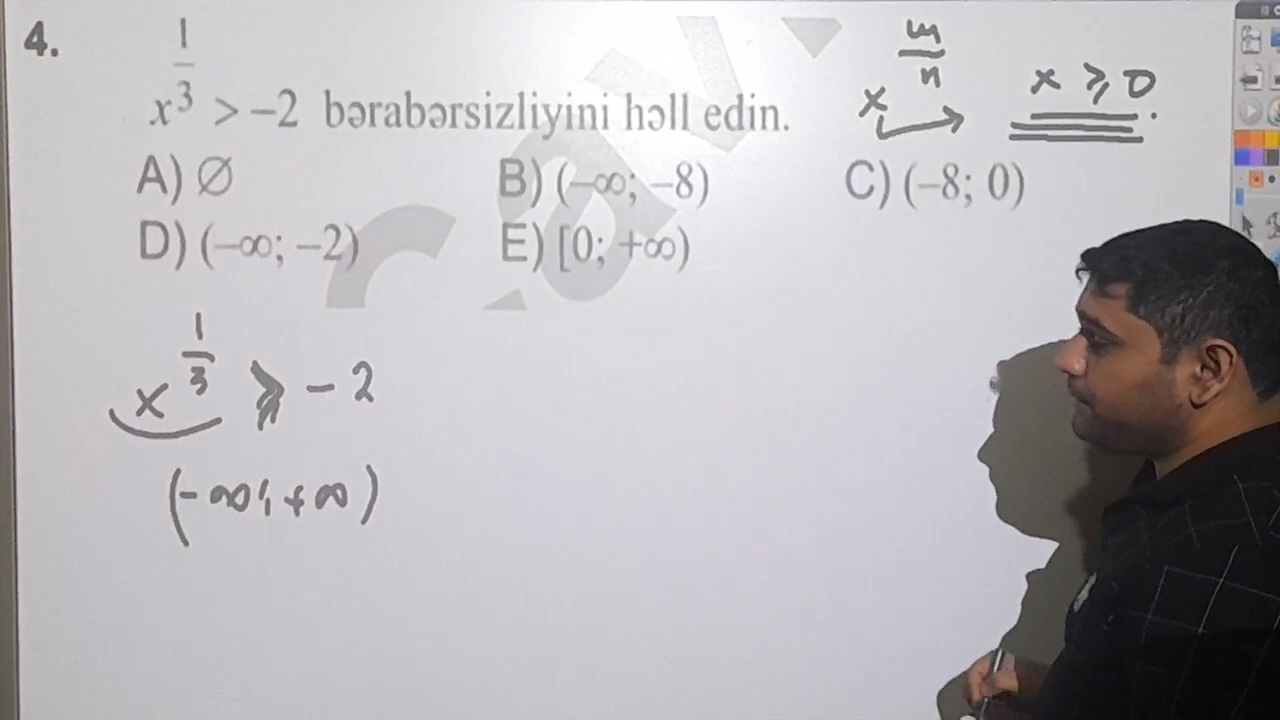 4. x^(1/3) > −2 bərabərsizliyini həll edin.
A) ∅ B) (−∞; −8) C) (−8; 0)
D) (−∞; −2) E) [0; +∞)
x^(m/n) x ⩾ 0
x^(1/3) ⩾ −2
(−∞; +∞)